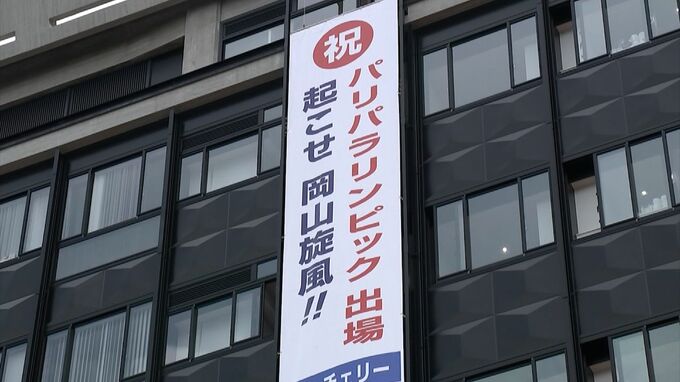 祝
パリパラリンピック 出場
起こせ 岡山旋風!!
チェリー